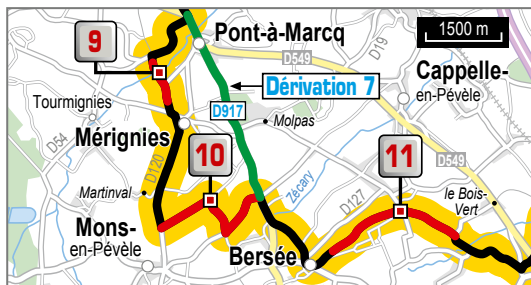 9
Pont-à-Marcq
D549
D19
1500 m
Cappelle-
en-Pévèle
Dérivation 7
D917
Tourmignies
Molpas
D54
Mérignies
D120
10
11
D549
Martinval
Zécary
D127
le Bois-
Vert
Mons-
en-Pévèle
Bersée